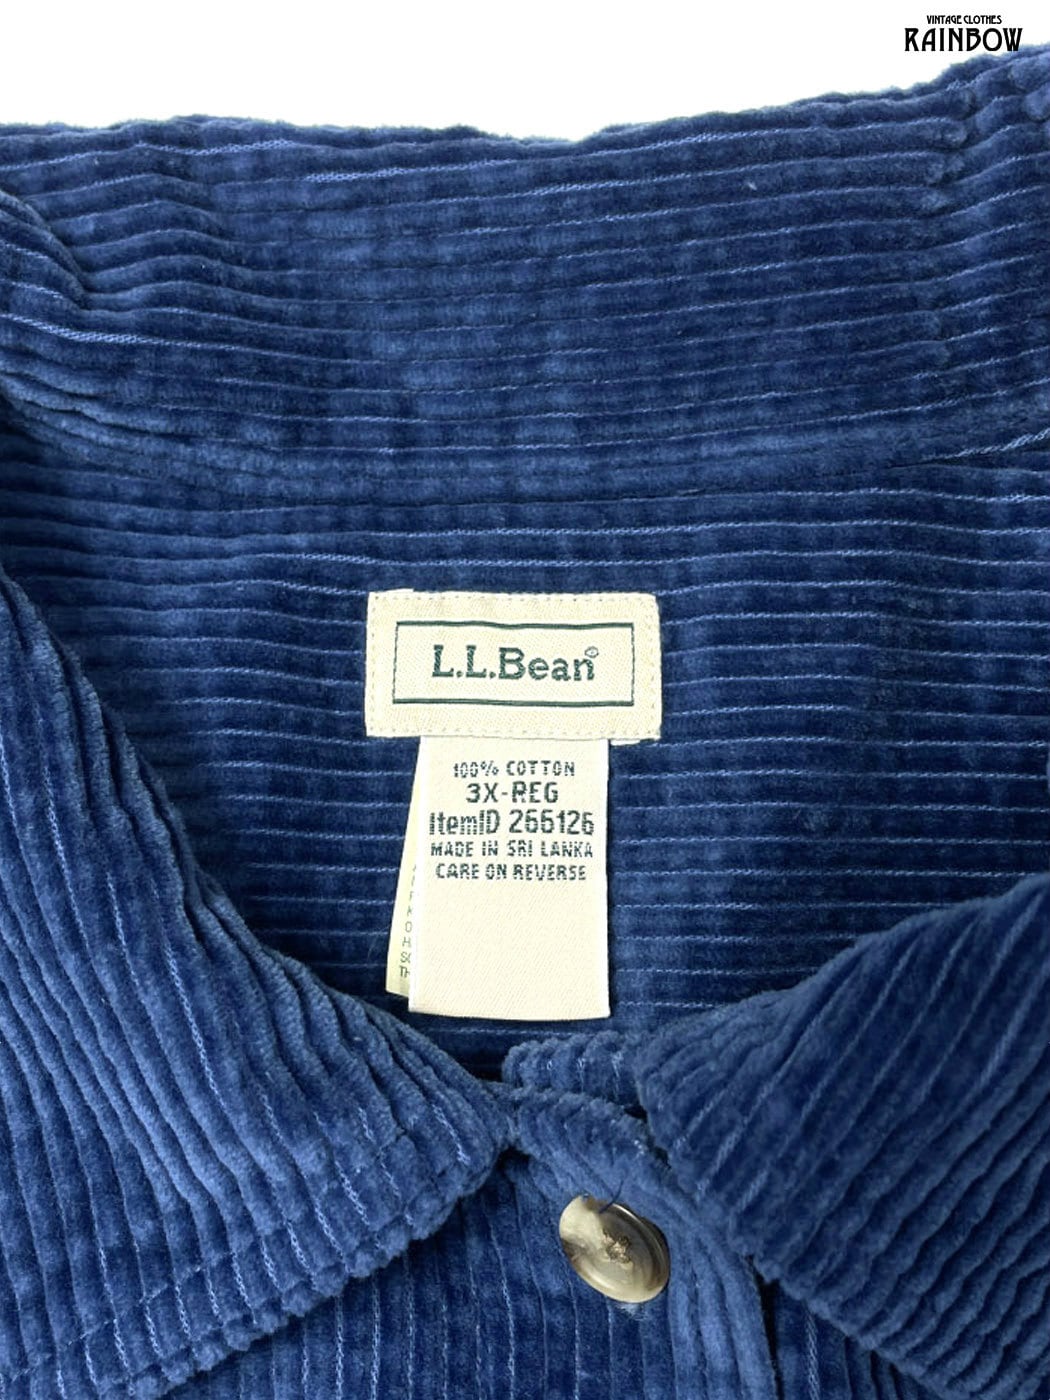 VINTAGE CLOTHES
RAINBOW
L.L.Bean®
100% COTTON
3X-REG
ItemID 266126
MADE IN SRI LANKA
CARE ON REVERSE